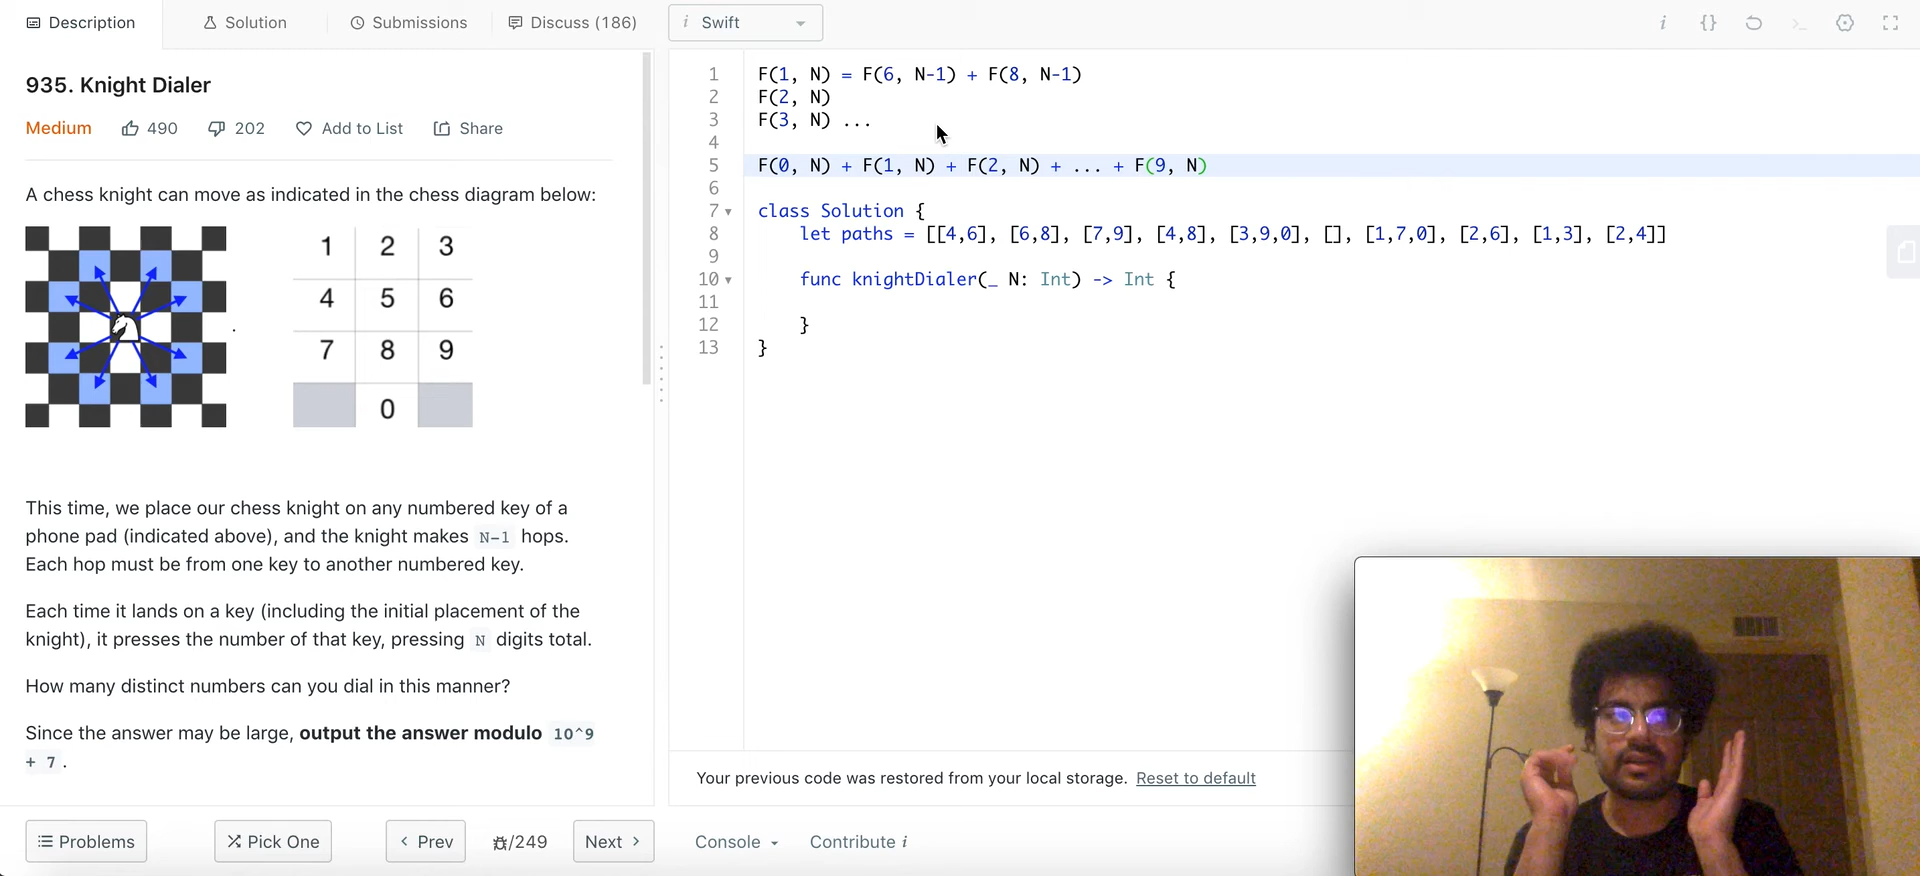 Description
Solution
Submissions
Discuss (186)
i Swift
i {} >_
935. Knight Dialer
Medium 490 202 Add to List Share
A chess knight can move as indicated in the chess diagram below:
1 2 3
4 5 6
.
7 8 9
0
This time, we place our chess knight on any numbered key of a
phone pad (indicated above), and the knight makes N-1 hops.
Each hop must be from one key to another numbered key.
Each time it lands on a key (including the initial placement of the
knight), it presses the number of that key, pressing N digits total.
How many distinct numbers can you dial in this manner?
Since the answer may be large, output the answer modulo 10^9
+ 7 .
Problems
Pick One
Prev
/249
Next
1 F(1, N) = F(6, N-1) + F(8, N-1)
2 F(2, N)
3 F(3, N) ...
4
5 F(0, N) + F(1, N) + F(2, N) + ... + F(9, N)
6
7 class Solution {
8 let paths = [[4,6], [6,8], [7,9], [4,8], [3,9,0], [], [1,7,0], [2,6], [1,3], [2,4]]
9
10 func knightDialer(_ N: Int) -> Int {
11
12 }
13 }
Your previous code was restored from your local storage. Reset to default
Console
Contribute i